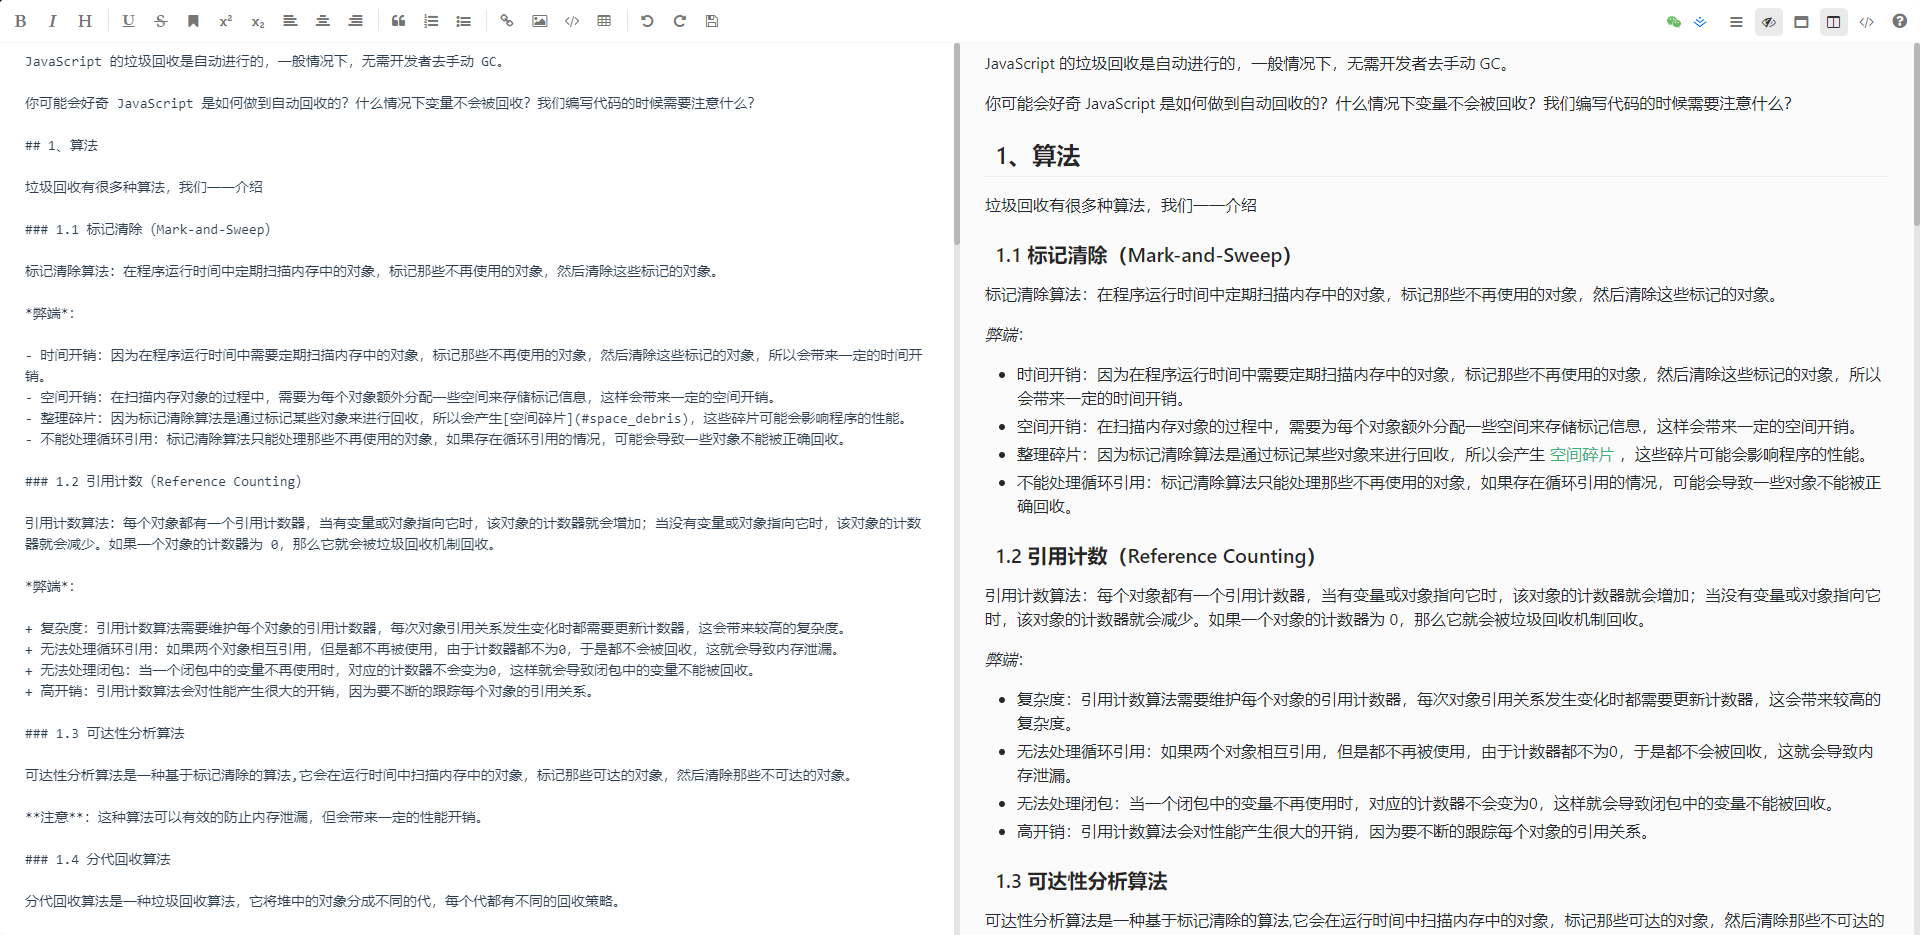 B I H U S x² x₂
JavaScript 的垃圾回收是自动进行的，一般情况下，无需开发者去手动 GC。
你可能会好奇 JavaScript 是如何做到自动回收的？什么情况下变量不会被回收？我们编写代码的时候需要注意什么？
## 1、算法
垃圾回收有很多种算法，我们一一介绍
### 1.1 标记清除（Mark-and-Sweep）
标记清除算法：在程序运行时间中定期扫描内存中的对象，标记那些不再使用的对象，然后清除这些标记的对象。
*弊端*：
- 时间开销：因为在程序运行时间中需要定期扫描内存中的对象，标记那些不再使用的对象，然后清除这些标记的对象，所以会带来一定的时间开
销。
- 空间开销：在扫描内存对象的过程中，需要为每个对象额外分配一些空间来存储标记信息，这样会带来一定的空间开销。
- 整理碎片：因为标记清除算法是通过标记某些对象来进行回收，所以会产生[空间碎片](#space_debris)，这些碎片可能会影响程序的性能。
- 不能处理循环引用：标记清除算法只能处理那些不再使用的对象，如果存在循环引用的情况，可能会导致一些对象不能被正确回收。
### 1.2 引用计数（Reference Counting）
引用计数算法：每个对象都有一个引用计数器，当有变量或对象指向它时，该对象的计数器就会增加；当没有变量或对象指向它时，该对象的计数
器就会减少。如果一个对象的计数器为 0，那么它就会被垃圾回收机制回收。
*弊端*：
+ 复杂度：引用计数算法需要维护每个对象的引用计数器，每次对象引用关系发生变化时都需要更新计数器，这会带来较高的复杂度。
+ 无法处理循环引用：如果两个对象相互引用，但是都不再被使用，由于计数器都不为0，于是都不会被回收，这就会导致内存泄漏。
+ 无法处理闭包：当一个闭包中的变量不再使用时，对应的计数器不会变为0，这样就会导致闭包中的变量不能被回收。
+ 高开销：引用计数算法会对性能产生很大的开销，因为要不断的跟踪每个对象的引用关系。
### 1.3 可达性分析算法
可达性分析算法是一种基于标记清除的算法,它会在运行时间中扫描内存中的对象，标记那些可达的对象，然后清除那些不可达的对象。
**注意**：这种算法可以有效的防止内存泄漏，但会带来一定的性能开销。
### 1.4 分代回收算法
分代回收算法是一种垃圾回收算法，它将堆中的对象分成不同的代，每个代都有不同的回收策略。
JavaScript 的垃圾回收是自动进行的，一般情况下，无需开发者去手动 GC。
你可能会好奇 JavaScript 是如何做到自动回收的？什么情况下变量不会被回收？我们编写代码的时候需要注意什么？
1、算法
垃圾回收有很多种算法，我们一一介绍
1.1 标记清除（Mark-and-Sweep）
标记清除算法：在程序运行时间中定期扫描内存中的对象，标记那些不再使用的对象，然后清除这些标记的对象。
弊端：
• 时间开销：因为在程序运行时间中需要定期扫描内存中的对象，标记那些不再使用的对象，然后清除这些标记的对象，所以
会带来一定的时间开销。
• 空间开销：在扫描内存对象的过程中，需要为每个对象额外分配一些空间来存储标记信息，这样会带来一定的空间开销。
• 整理碎片：因为标记清除算法是通过标记某些对象来进行回收，所以会产生 空间碎片 ，这些碎片可能会影响程序的性能。
• 不能处理循环引用：标记清除算法只能处理那些不再使用的对象，如果存在循环引用的情况，可能会导致一些对象不能被正
确回收。
1.2 引用计数（Reference Counting）
引用计数算法：每个对象都有一个引用计数器，当有变量或对象指向它时，该对象的计数器就会增加；当没有变量或对象指向它
时，该对象的计数器就会减少。如果一个对象的计数器为 0，那么它就会被垃圾回收机制回收。
弊端：
• 复杂度：引用计数算法需要维护每个对象的引用计数器，每次对象引用关系发生变化时都需要更新计数器，这会带来较高的
复杂度。
• 无法处理循环引用：如果两个对象相互引用，但是都不再被使用，由于计数器都不为0，于是都不会被回收，这就会导致内
存泄漏。
• 无法处理闭包：当一个闭包中的变量不再使用时，对应的计数器不会变为0，这样就会导致闭包中的变量不能被回收。
• 高开销：引用计数算法会对性能产生很大的开销，因为要不断的跟踪每个对象的引用关系。
1.3 可达性分析算法
可达性分析算法是一种基于标记清除的算法,它会在运行时间中扫描内存中的对象，标记那些可达的对象，然后清除那些不可达的